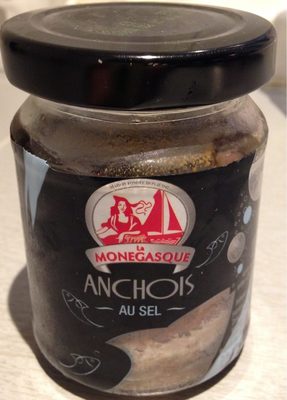 LA
MONEGASQUE
ANCHOIS
AU SEL